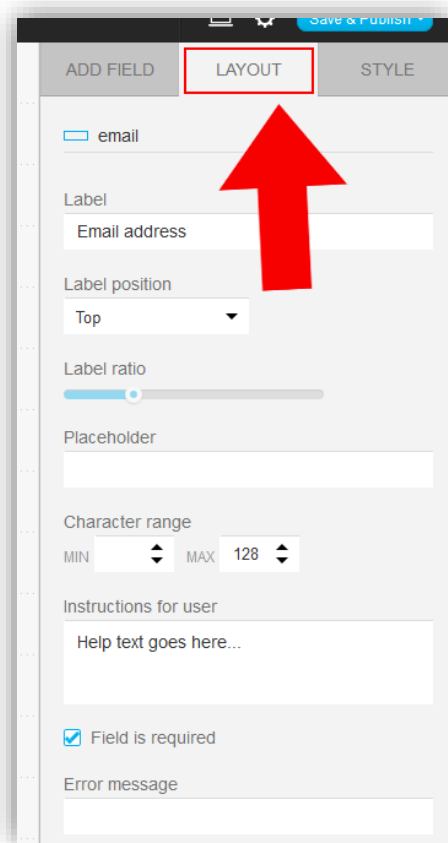 Save & Publish
ADD FIELD LAYOUT STYLE
email
Label
Email address
Label position
Top
Label ratio
Placeholder
Character range
MIN MAX 128
Instructions for user
Help text goes here...
Field is required
Error message